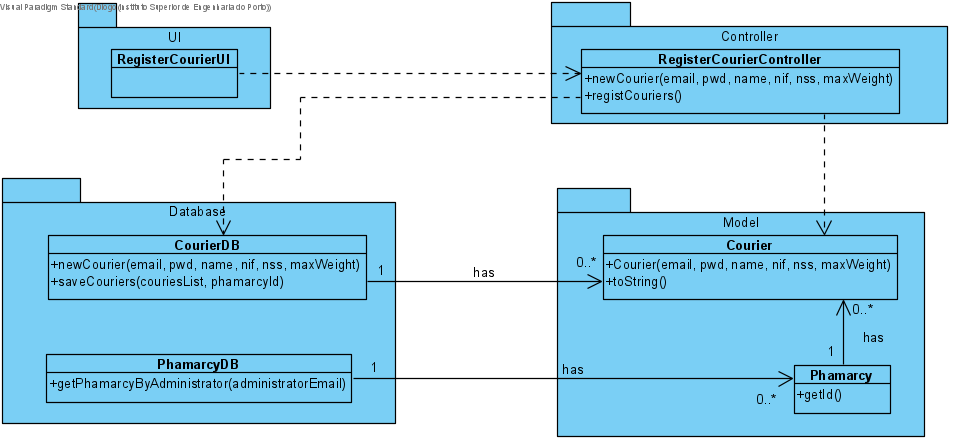 Visual Paradigm Standard(Diogo(Instituto Superior de Engenharia do Porto))
UI
RegisterCourierUI
Controller
RegisterCourierController
+newCourier(email, pwd, name, nif, nss, maxWeight)
+registCouriers()
Database
CourierDB
+newCourier(email, pwd, name, nif, nss, maxWeight)
+saveCouriers(couriesList, phamarcyId)
1
has
0..*
Model
Courier
+Courier(email, pwd, name, nif, nss, maxWeight)
+toString()
0..*
has
1
PhamarcyDB
+getPhamarcyByAdministrator(administratorEmail)
1
has
0..*
Phamarcy
+getId()